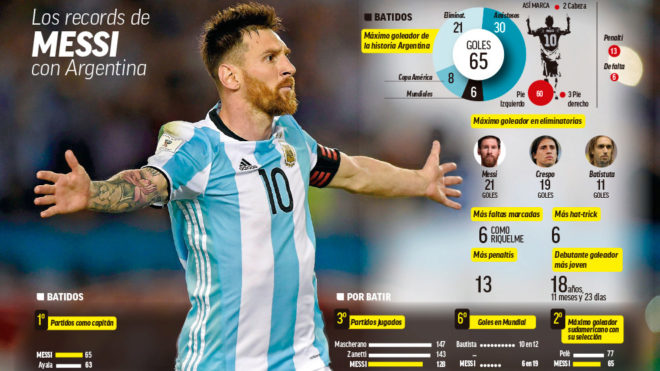 Los records de
MESSI
con Argentina
BATIDOS
Máximo goleador de
la historia Argentina
Eliminat.
21
Amistosos
30
GOLES
65
Copa América
8
Mundiales
6
ASÍ MARCA
2 Cabeza
10
60
Pie
Izquierdo
3 Pie
derecho
Penalti
13
De falta
6
Máximo goleador en eliminatorias
Messi
21
GOLES
Crespo
19
GOLES
Batistuta
11
GOLES
Más faltas marcadas
6 COMO
RIQUELME
Más hat-trick
6
Más penaltis
13
Debutante goleador
más joven
18 años,
11 meses y 23 días
10
BATIDOS
1º Partidos como capitán
MESSI 65
Ayala 63
POR BATIR
3º Partidos Jugados
Mascherano 147
Zanetti 143
MESSI 128
6º Goles en Mundial
Bautista 10 en 12
...
MESSI 6 en 19
2º Máximo goleador
sudamericano con
su selección
Pelé 77
MESSI 65